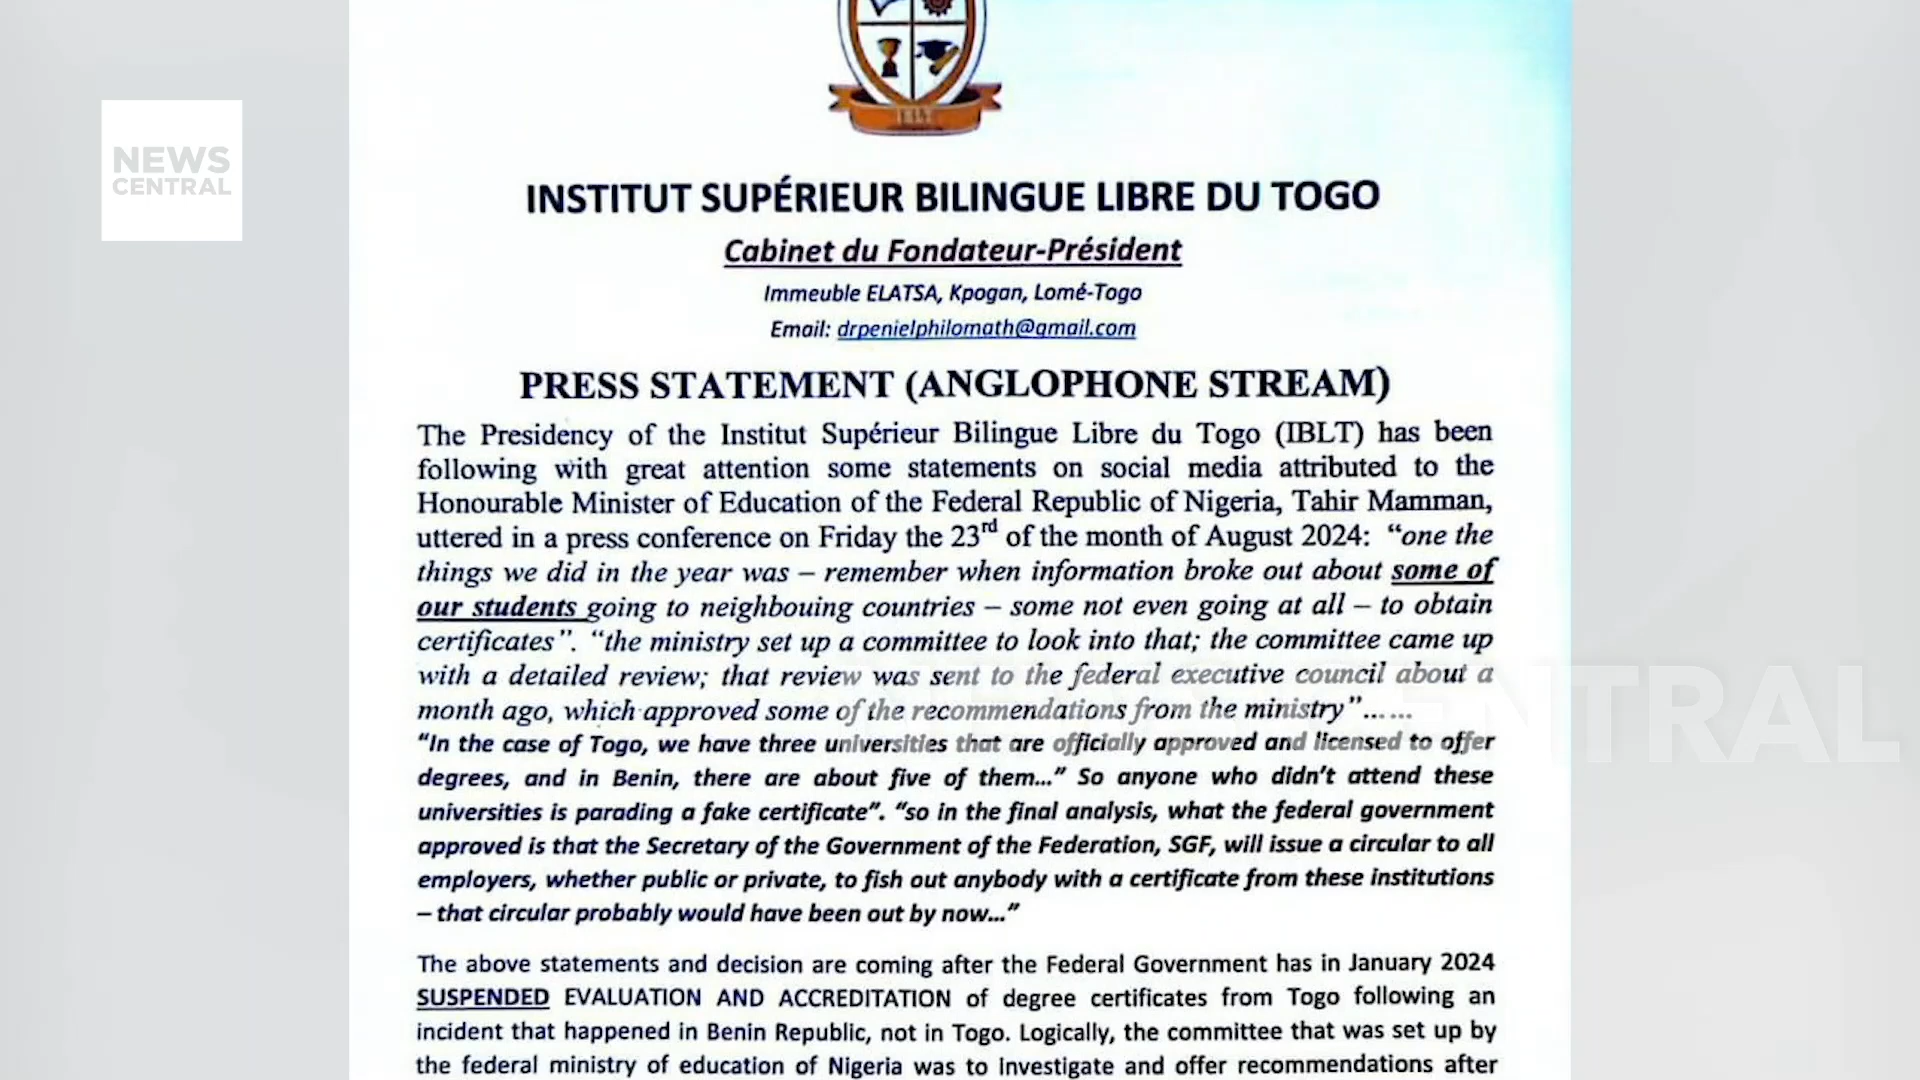 NEWS
CENTRAL
IBLT
INSTITUT SUPÉRIEUR BILINGUE LIBRE DU TOGO
Cabinet du Fondateur-Président
Immeuble ELATSA, Kpogan, Lomé-Togo
Email: drpenielphilomath@gmail.com
PRESS STATEMENT (ANGLOPHONE STREAM)
The Presidency of the Institut Supérieur Bilingue Libre du Togo (IBLT) has been
following with great attention some statements on social media attributed to the
Honourable Minister of Education of the Federal Republic of Nigeria, Tahir Mamman,
uttered in a press conference on Friday the 23rd of the month of August 2024: “one the
things we did in the year was – remember when information broke out about some of
our students going to neighbouing countries – some not even going at all – to obtain
certificates”. “the ministry set up a committee to look into that; the committee came up
with a detailed review; that review was sent to the federal executive council about a
month ago, which approved some of the recommendations from the ministry”……
“In the case of Togo, we have three universities that are officially approved and licensed to offer
degrees, and in Benin, there are about five of them…” So anyone who didn’t attend these
universities is parading a fake certificate”. “so in the final analysis, what the federal government
approved is that the Secretary of the Government of the Federation, SGF, will issue a circular to all
employers, whether public or private, to fish out anybody with a certificate from these institutions
– that circular probably would have been out by now…”
The above statements and decision are coming after the Federal Government has in January 2024
SUSPENDED EVALUATION AND ACCREDITATION of degree certificates from Togo following an
incident that happened in Benin Republic, not in Togo. Logically, the committee that was set up by
the federal ministry of education of Nigeria was to investigate and offer recommendations after
NEWS CENTRAL